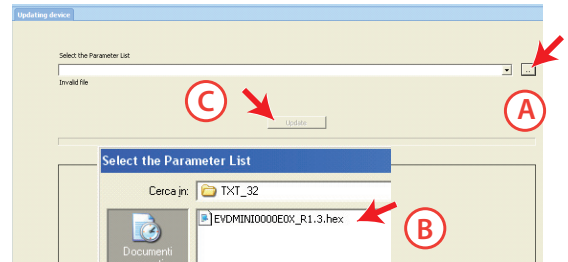 Updating device
Select the Parameter List
..
Invalid file
A
C
Update
Select the Parameter List
Cerca in:
TXT_32
EVDMINI0000E0X_R1.3.hex
B
Documenti